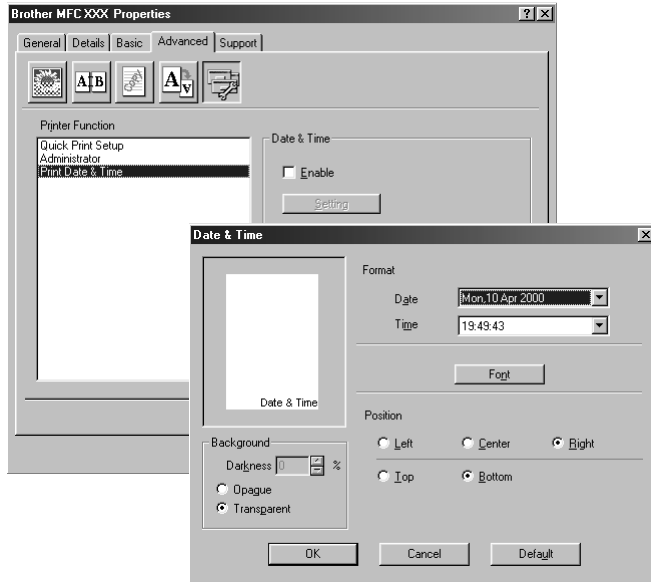 Brother MFC XXX Properties
General Details Basic Advanced Support
A B Copy A A
Printer Function
Quick Print Setup
Administrator
Print Date & Time
Date & Time
Enable
Setting
Date & Time
Date & Time
Format
Date Mon,10 Apr 2000
Time 19:49:43
Font
Position
Left Center Right
Top Bottom
Background
Darkness 0 %
Opaque
Transparent
OK Cancel Default